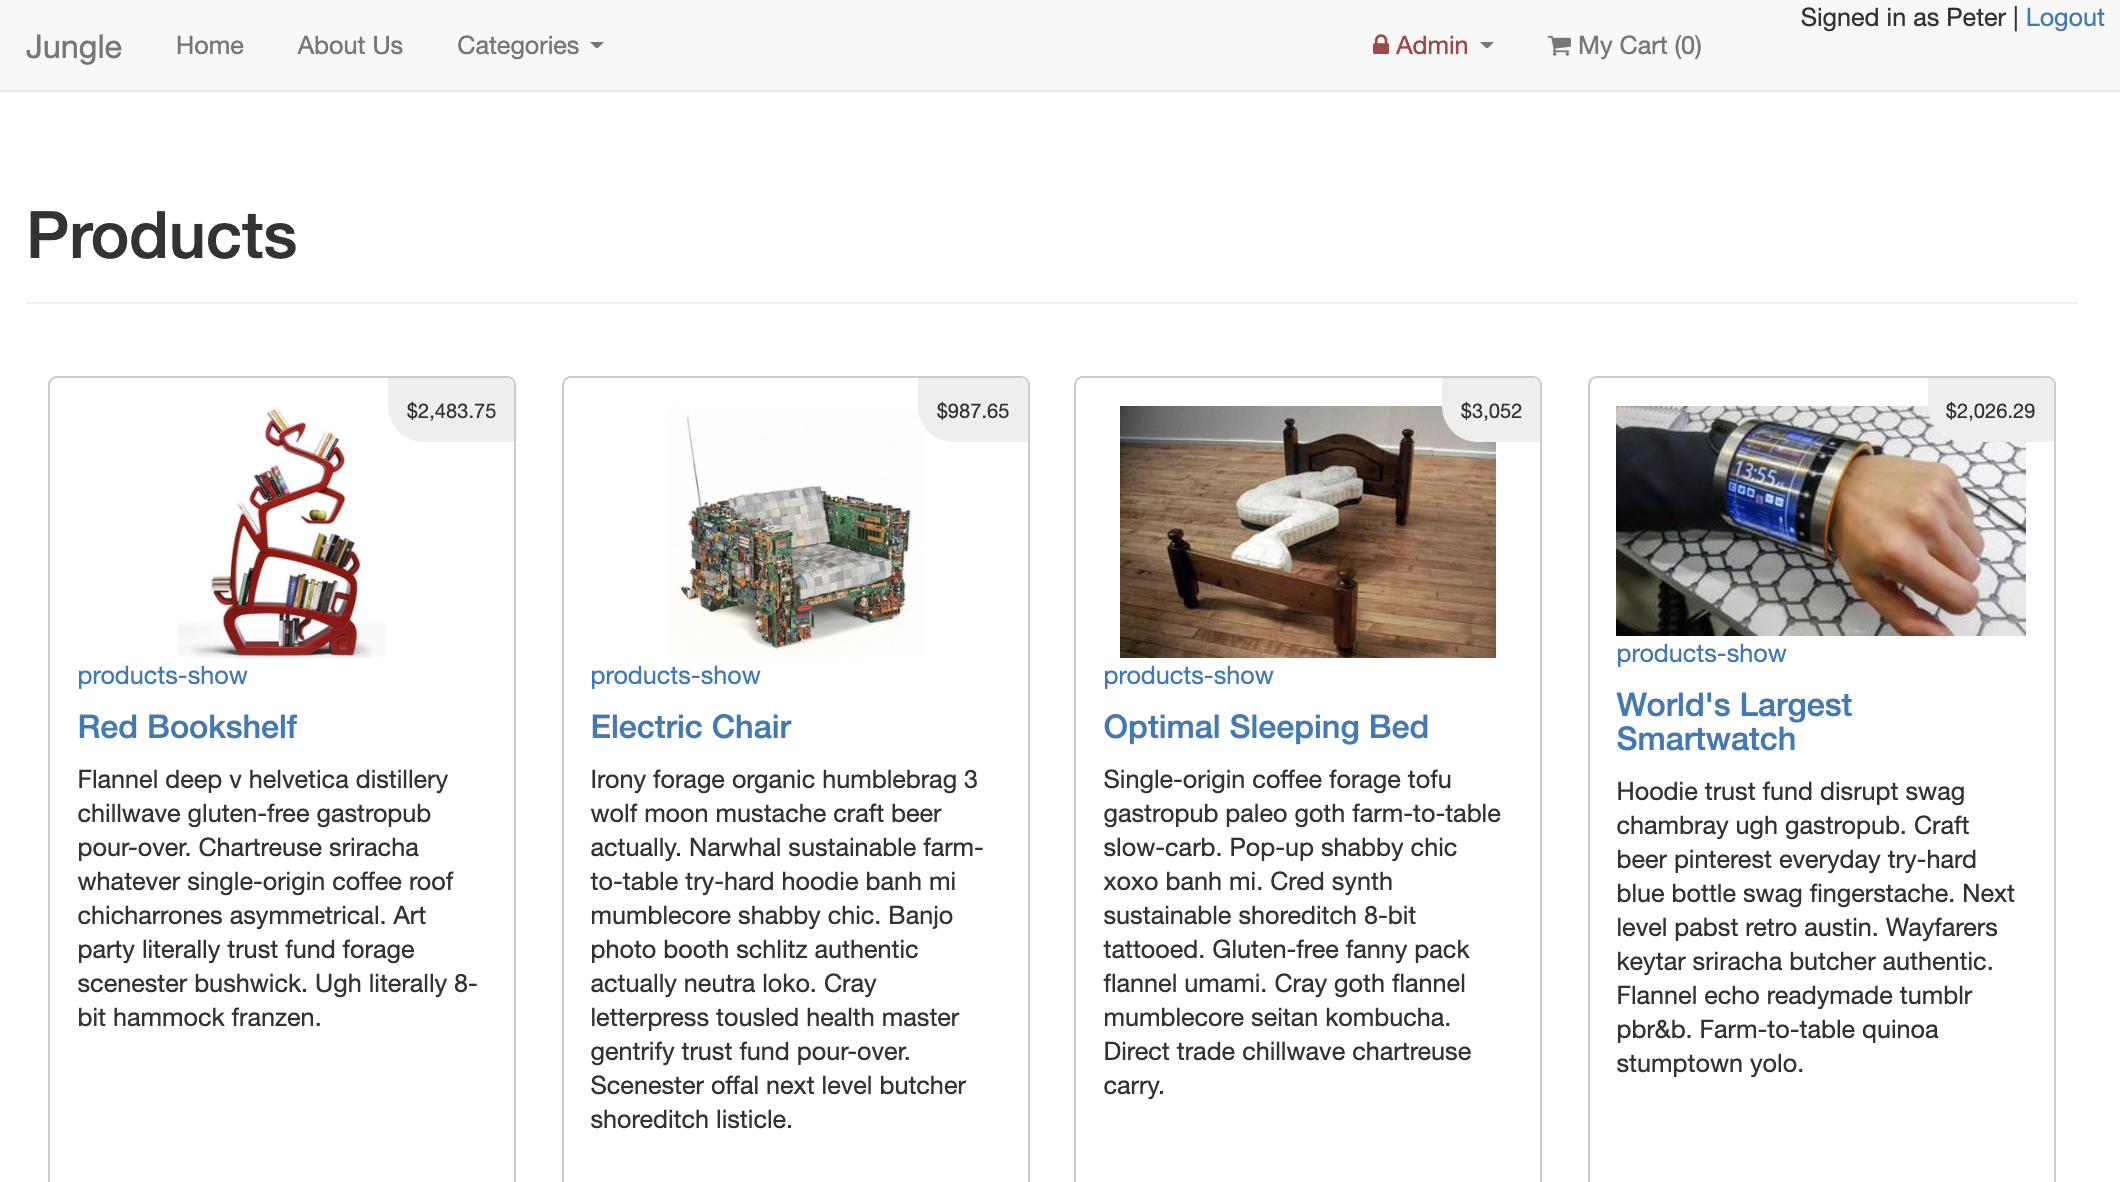 Signed in as Peter | Logout
Jungle Home About Us Categories Admin My Cart (0)
Products
$2,483.75
products-show
Red Bookshelf
Flannel deep v helvetica distillery
chillwave gluten-free gastropub
pour-over. Chartreuse sriracha
whatever single-origin coffee roof
chicharrones asymmetrical. Art
party literally trust fund forage
scenester bushwick. Ugh literally 8-
bit hammock franzen.
$987.65
products-show
Electric Chair
Irony forage organic humblebrag 3
wolf moon mustache craft beer
actually. Narwhal sustainable farm-
to-table try-hard hoodie banh mi
mumblecore shabby chic. Banjo
photo booth schlitz authentic
actually neutra loko. Cray
letterpress tousled health master
gentrify trust fund pour-over.
Scenester offal next level butcher
shoreditch listicle.
$3,052
products-show
Optimal Sleeping Bed
Single-origin coffee forage tofu
gastropub paleo goth farm-to-table
slow-carb. Pop-up shabby chic
xoxo banh mi. Cred synth
sustainable shoreditch 8-bit
tattooed. Gluten-free fanny pack
flannel umami. Cray goth flannel
mumblecore seitan kombucha.
Direct trade chillwave chartreuse
carry.
$2,026.29
13:55
products-show
World's Largest
Smartwatch
Hoodie trust fund disrupt swag
chambray ugh gastropub. Craft
beer pinterest everyday try-hard
blue bottle swag fingerstache. Next
level pabst retro austin. Wayfarers
keytar sriracha butcher authentic.
Flannel echo readymade tumblr
pbr&b. Farm-to-table quinoa
stumptown yolo.